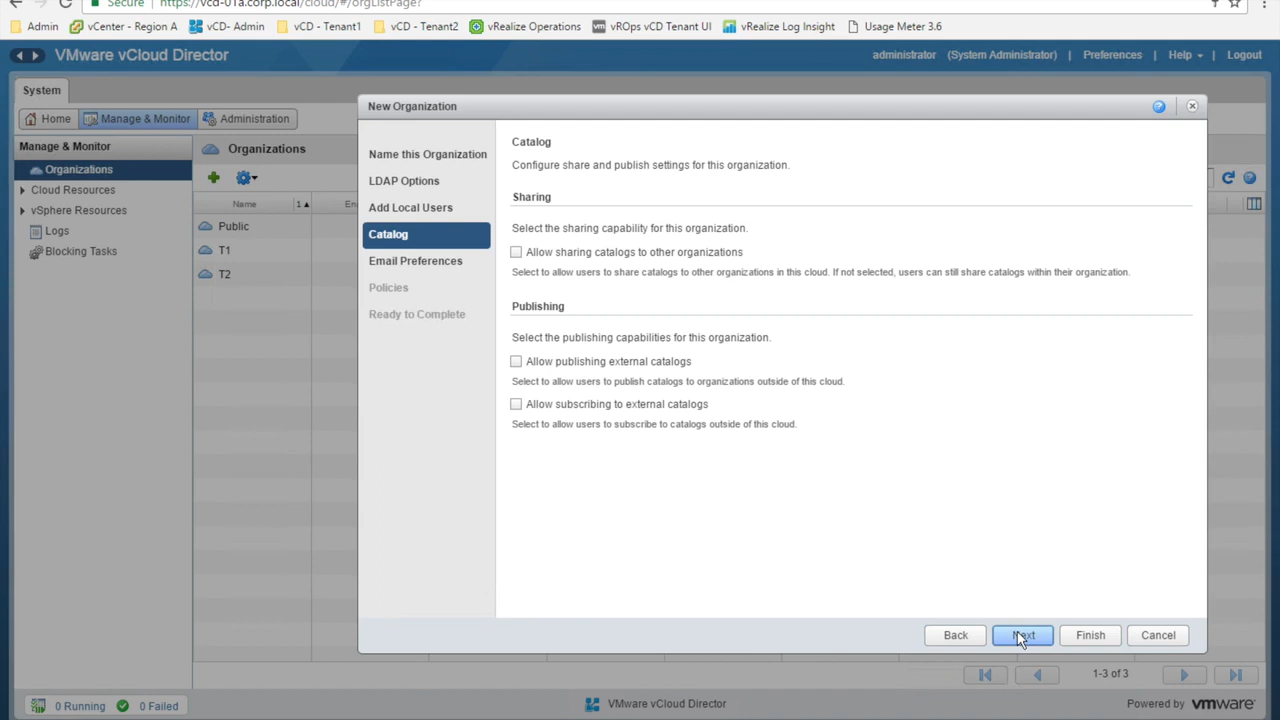 Secure https://vcd-01a.corp.local/cloud/#/orgListPage?
Admin vCenter - Region A vCD- Admin vCD - Tenant1 vCD - Tenant2 vRealize Operations vROps vCD Tenant UI vRealize Log Insight Usage Meter 3.6
VMware vCloud Director administrator (System Administrator) | Preferences | Help | Logout
System
Home Manage & Monitor Administration
New Organization
Manage & Monitor
Organizations
Cloud Resources
vSphere Resources
Logs
Blocking Tasks
Organizations
Name 1
Public
T1
T2
Name this Organization
LDAP Options
Add Local Users
Catalog
Email Preferences
Policies
Ready to Complete
Catalog
Configure share and publish settings for this organization.
Sharing
Select the sharing capability for this organization.
Allow sharing catalogs to other organizations
Select to allow users to share catalogs to other organizations in this cloud. If not selected, users can still share catalogs within their organization.
Publishing
Select the publishing capabilities for this organization.
Allow publishing external catalogs
Select to allow users to publish catalogs to organizations outside of this cloud.
Allow subscribing to external catalogs
Select to allow users to subscribe to catalogs outside of this cloud.
Back Next Finish Cancel
1-3 of 3
0 Running 0 Failed VMware vCloud Director Powered by vmware